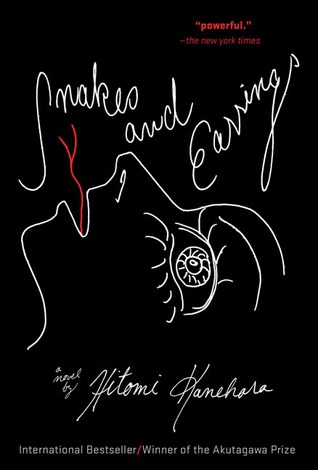 “powerful.”
—the new york times
Snakes
and
Earrings
a
novel
by
Hitomi Kanehara
International Bestseller/Winner of the Akutagawa Prize